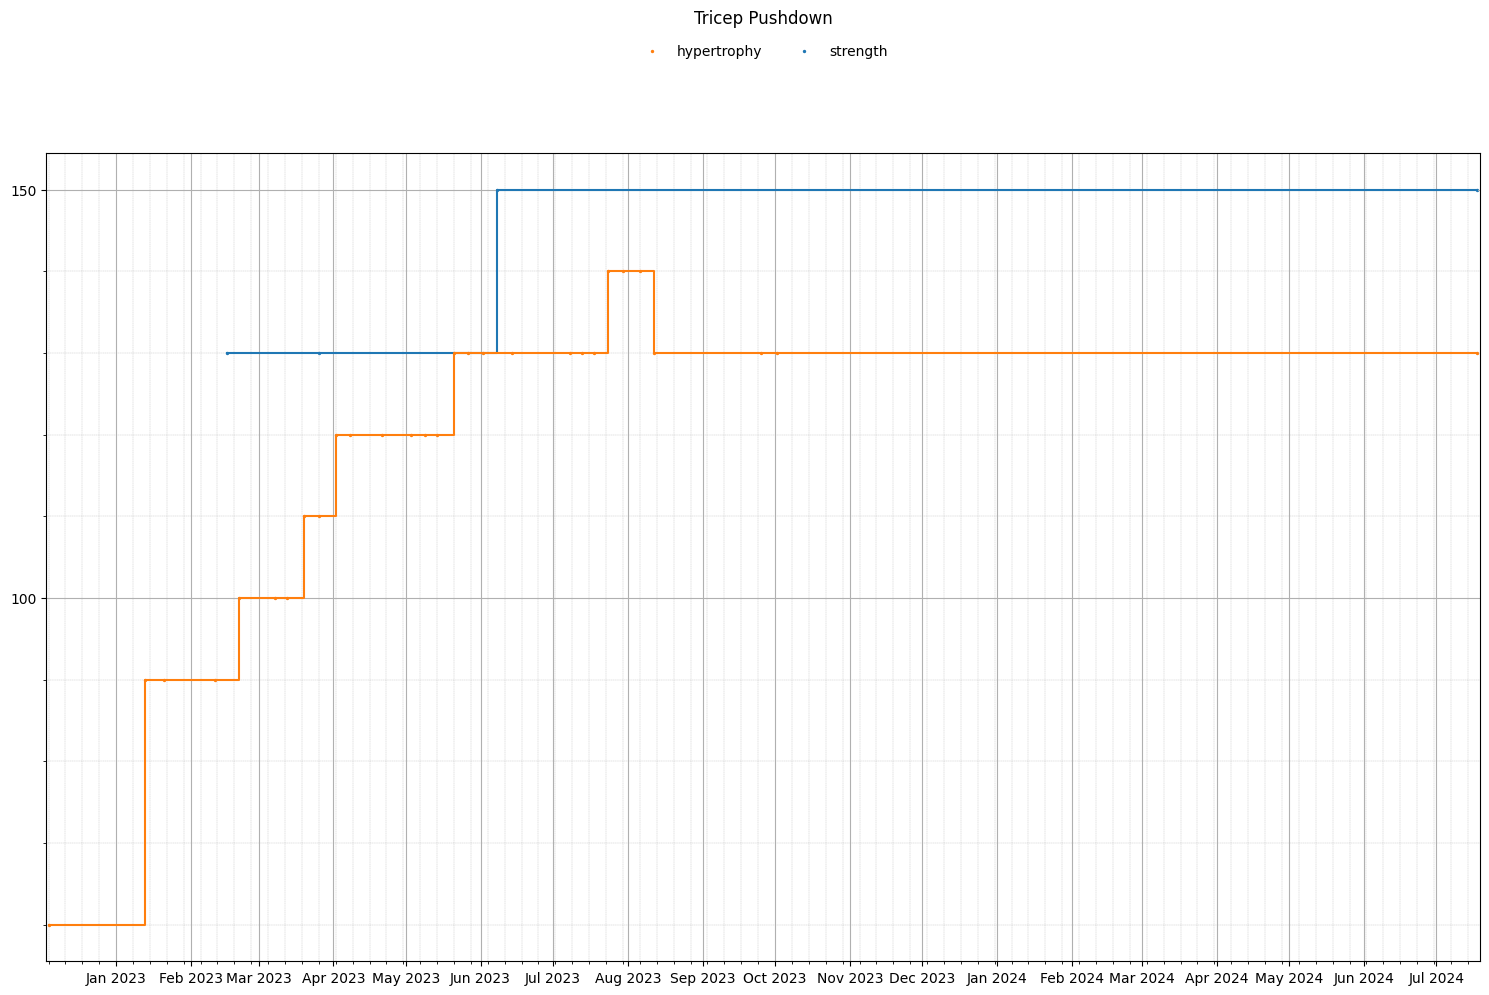 Tricep Pushdown
hypertrophy strength
150
100
Jan 2023 Feb 2023 Mar 2023 Apr 2023 May 2023 Jun 2023 Jul 2023 Aug 2023 Sep 2023 Oct 2023 Nov 2023 Dec 2023 Jan 2024 Feb 2024 Mar 2024 Apr 2024 May 2024 Jun 2024 Jul 2024